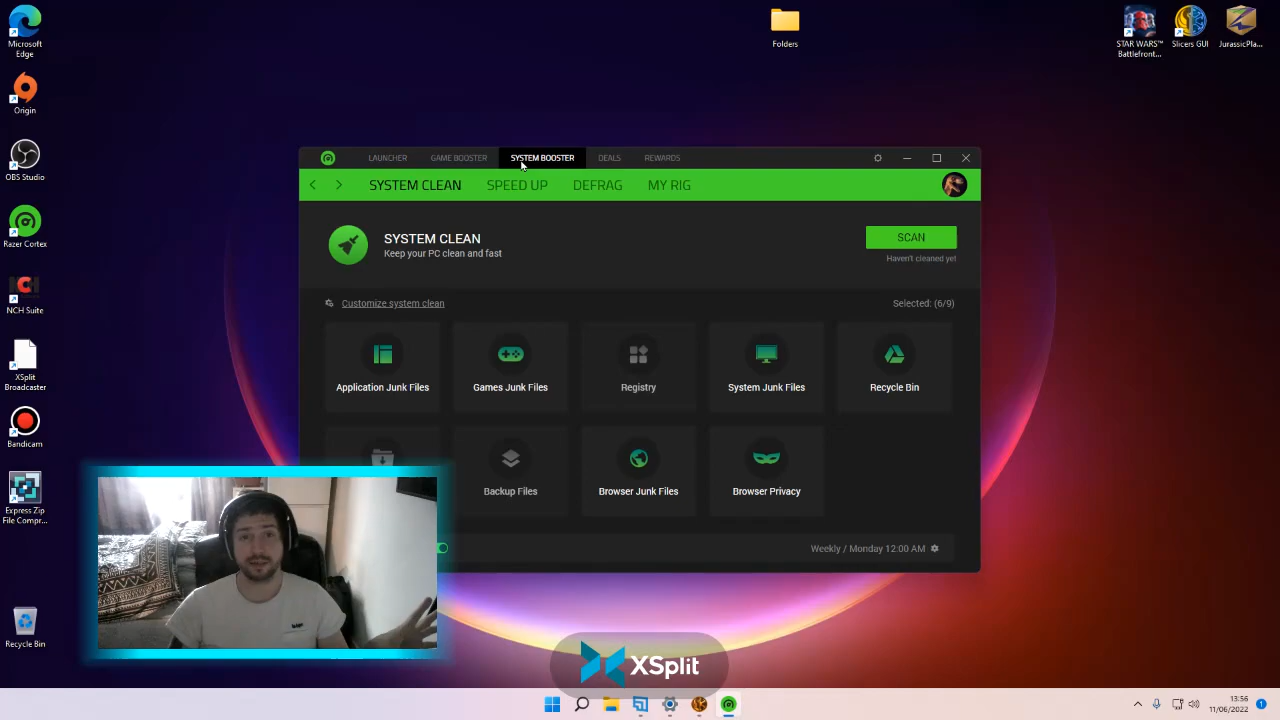 Microsoft
Edge
Origin
OBS Studio
Razer Cortex
NCH Suite
XSplit
Broadcaster
Bandicam
Express Zip
File Compr...
Recycle Bin
Folders
STAR WARS™
Battlefront...
Slicers GUI
JurassicPla...
LAUNCHER GAME BOOSTER SYSTEM BOOSTER DEALS REWARDS
SYSTEM CLEAN SPEED UP DEFRAG MY RIG
SYSTEM CLEAN
Keep your PC clean and fast
SCAN
Haven't cleaned yet
Customize system clean
Selected: (6/9)
Application Junk Files
Games Junk Files
Registry
System Junk Files
Recycle Bin
Backup Files
Browser Junk Files
Browser Privacy
Weekly / Monday 12:00 AM
XSplit
13:56
11/06/2022
1